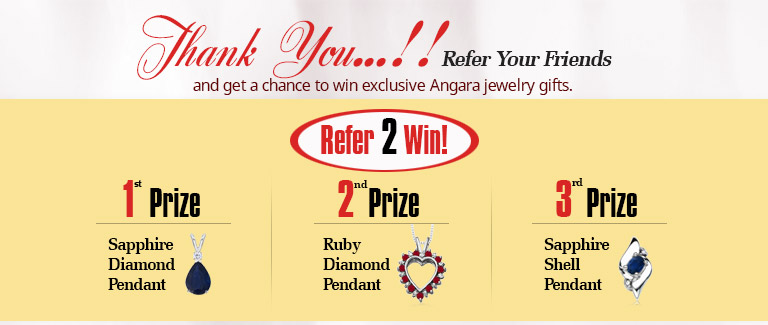 Thank You...!! Refer Your Friends
and get a chance to win exclusive Angara jewelry gifts.
Refer 2 Win!
1st Prize
Sapphire
Diamond
Pendant
2nd Prize
Ruby
Diamond
Pendant
3rd Prize
Sapphire
Shell
Pendant